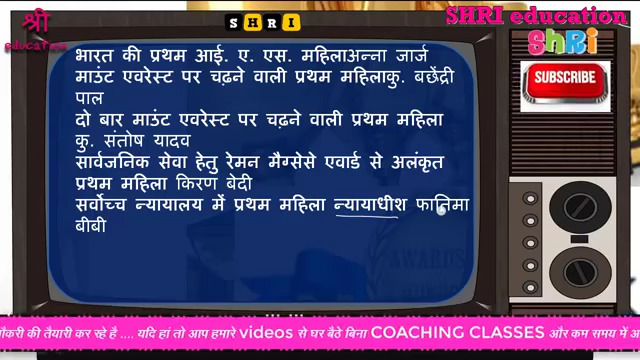 श्री
education
SHRI
SHRI education
ShRi
SUBSCRIBE
भारत की प्रथम आई. ए. एस. महिलाअन्ना जार्ज
माउंट एवरेस्ट पर चढ़ने वाली प्रथम महिलाकु. बछेंद्री
पाल
दो बार माउंट एवरेस्ट पर चढ़ने वाली प्रथम महिला
कु. संतोष यादव
सार्वजनिक सेवा हेतु रेमन मैग्सेसे एवार्ड से अलंकृत
प्रथम महिला किरण बेदी
सर्वोच्च न्यायालय में प्रथम महिला न्यायाधीश फातिमा
बीबी
AWARDS
नौकरी की तैयारी कर रहे है .... यदि हां तो आप हमारे videos से घर बैठे बिना COACHING CLASSES और कम समय में अ